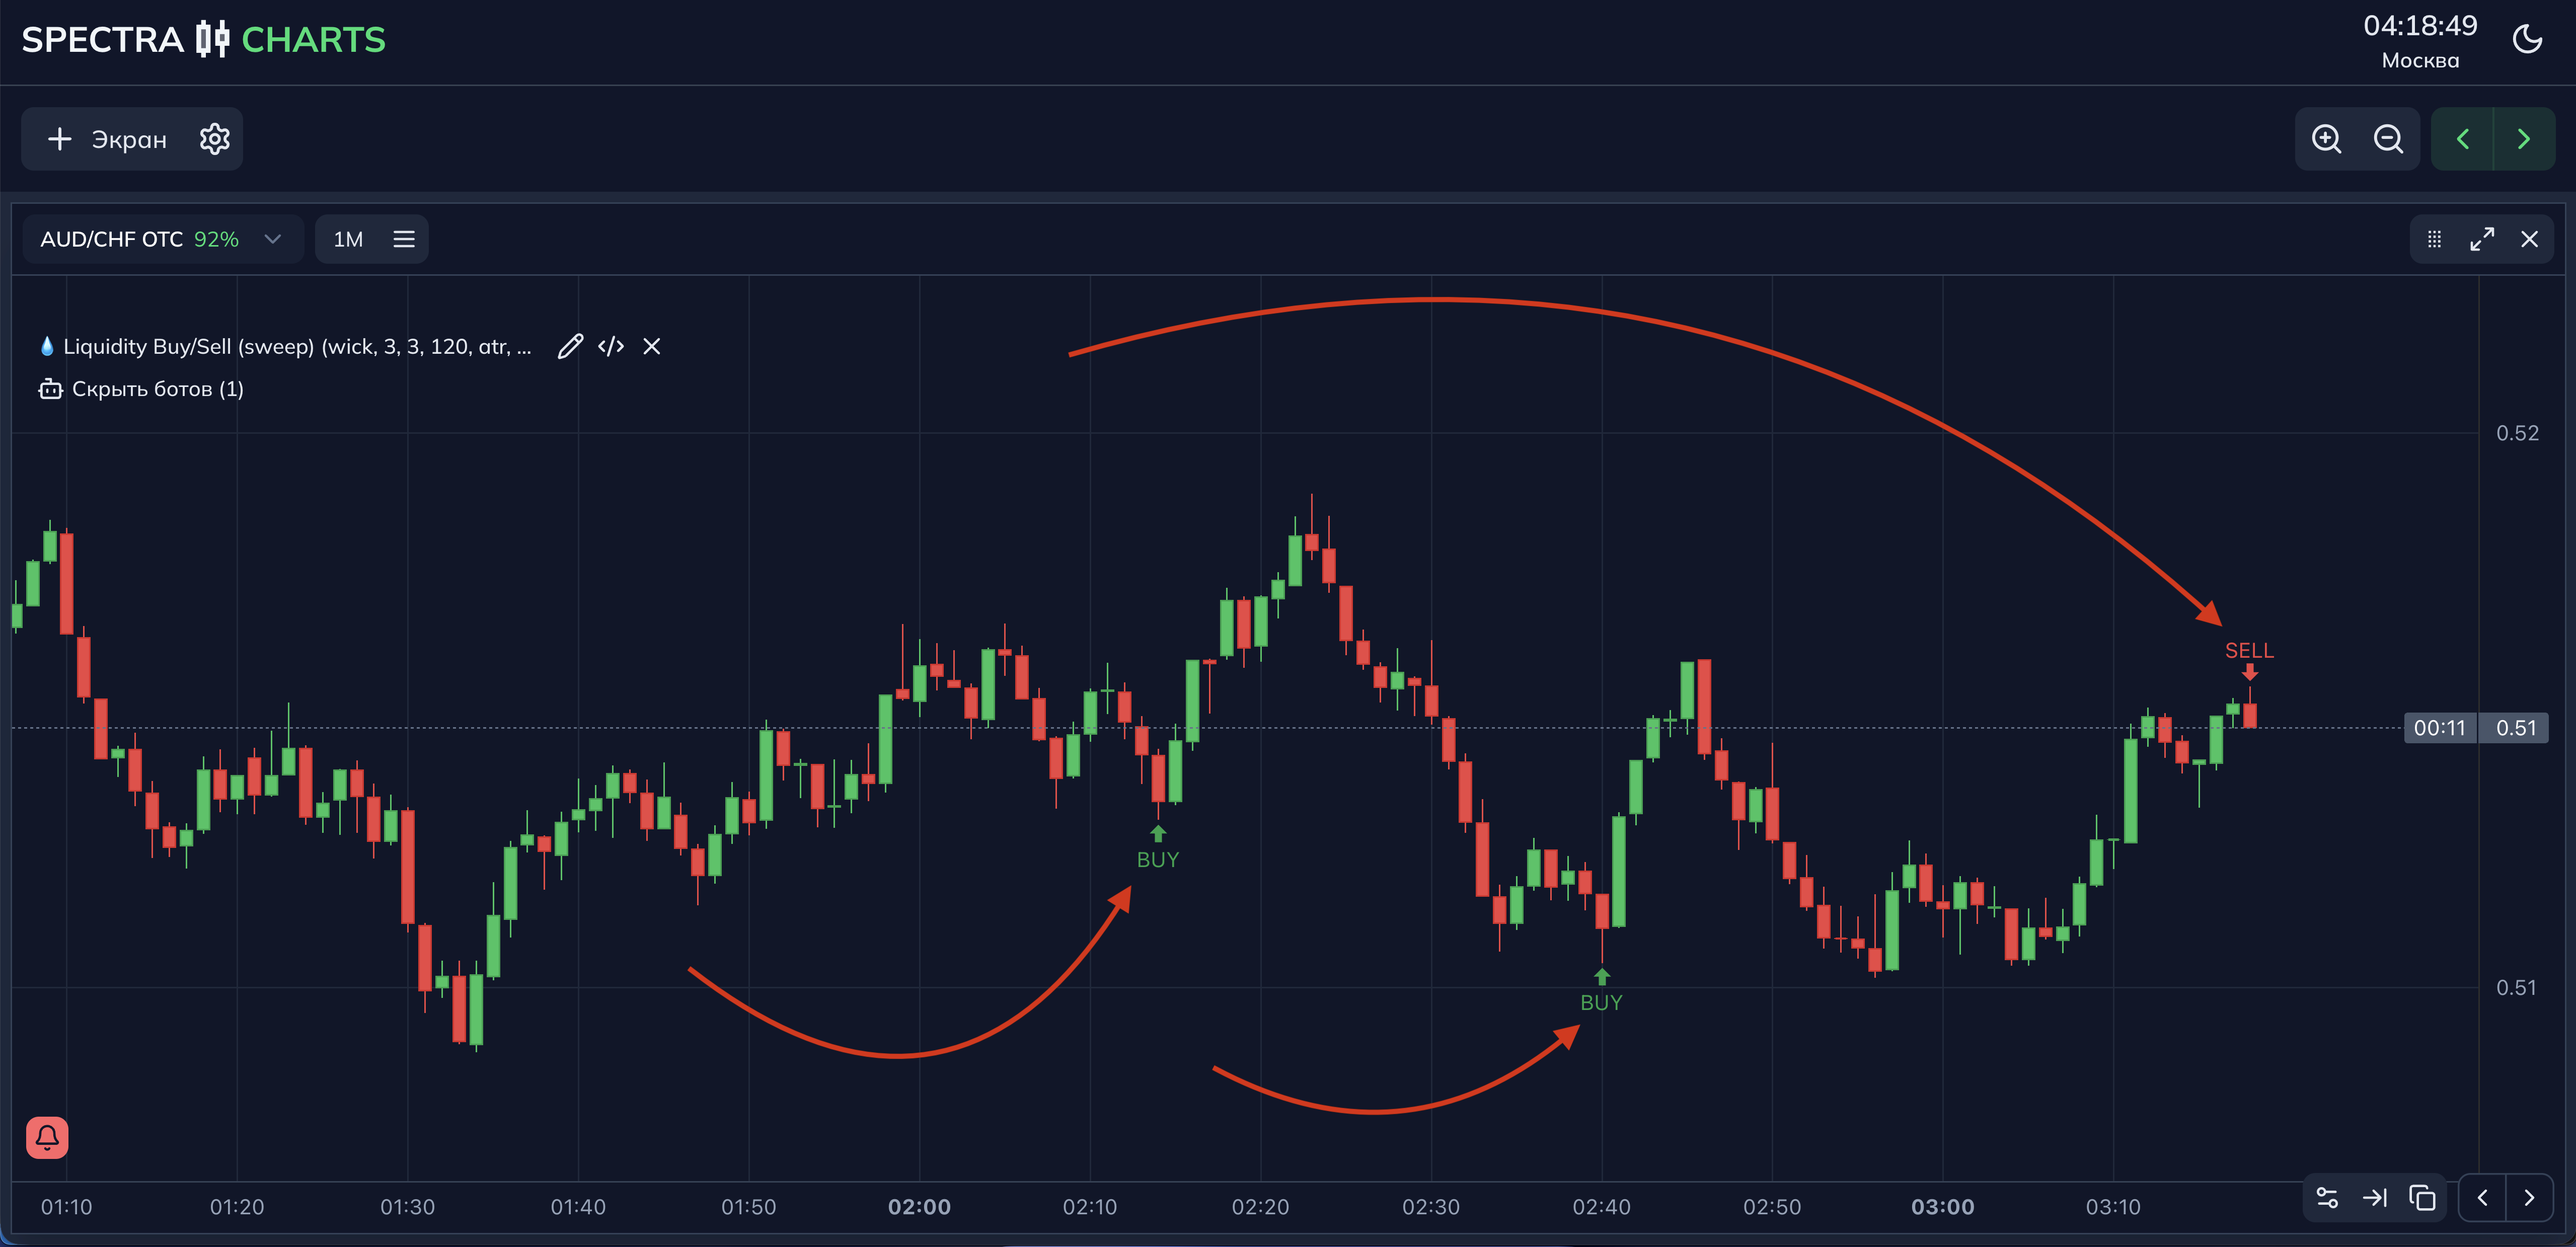 SPECTRA CHARTS
04:18:49
Москва
Экран
AUD/CHF OTC 92%
1M
Liquidity Buy/Sell (sweep) (wick, 3, 3, 120, atr, ...
Скрыть ботов (1)
0.52
SELL
00:11 0.51
BUY
BUY
0.51
01:10 01:20 01:30 01:40 01:50 02:00 02:10 02:20 02:30 02:40 02:50 03:00 03:10